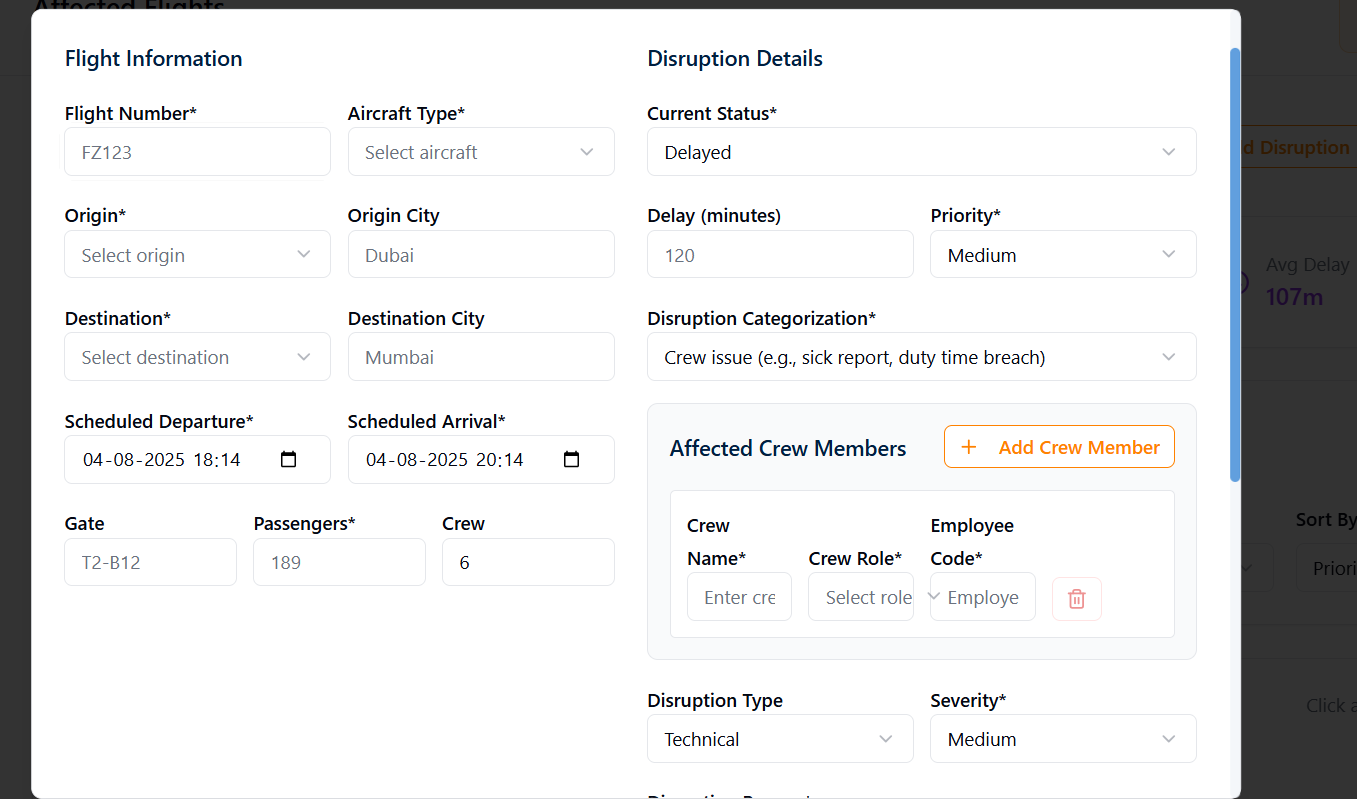 Affected Flights
Flight Information
Disruption Details
Flight Number*
Aircraft Type*
Current Status*
FZ123
Select aircraft
Delayed
d Disruption
Origin*
Origin City
Delay (minutes)
Priority*
Select origin
Dubai
120
Medium
Avg Delay
107m
Destination*
Destination City
Disruption Categorization*
Select destination
Mumbai
Crew issue (e.g., sick report, duty time breach)
Scheduled Departure*
Scheduled Arrival*
04-08-2025 18:14
04-08-2025 20:14
Affected Crew Members
+ Add Crew Member
Gate
Passengers*
Crew
T2-B12
189
6
Crew
Name*
Crew Role*
Employee
Code*
Enter cre
Select role
Employe
Sort By
Priori
Disruption Type
Severity*
Technical
Medium
Click a